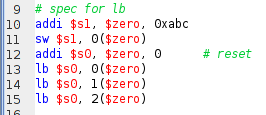 9 # spec for lb
10 addi $s1, $zero, 0xabc
11 sw $s1, 0($zero)
12 addi $s0, $zero, 0 # reset
13 lb $s0, 0($zero)
14 lb $s0, 1($zero)
15 lb $s0, 2($zero)
16